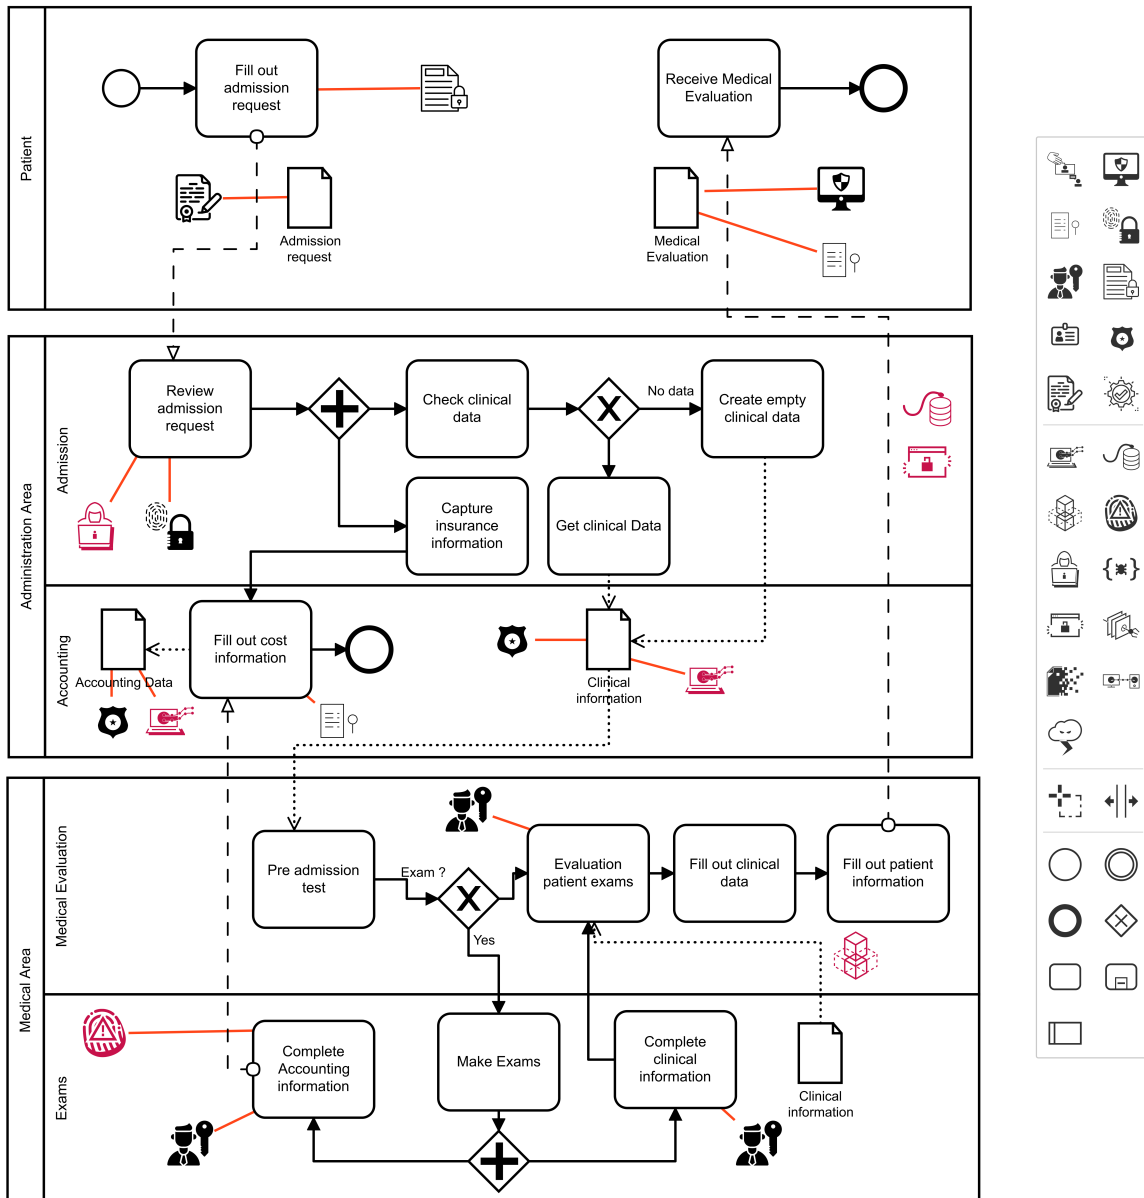 Patient
Fill out
admission
request
Admission
request
Receive Medical
Evaluation
Medical
Evaluation
Administration Area
Admission
Review
admission
request
Check clinical
data
No data
Create empty
clinical data
Capture
insurance
information
Get clinical Data
Accounting
Accounting Data
Fill out cost
information
Clinical
information
Medical Area
Medical Evaluation
Pre admission
test
Exam ?
Yes
Evaluation
patient exams
Fill out clinical
data
Fill out patient
information
Exams
Complete
Accounting
information
Make Exams
Complete
clinical
information
Clinical
information